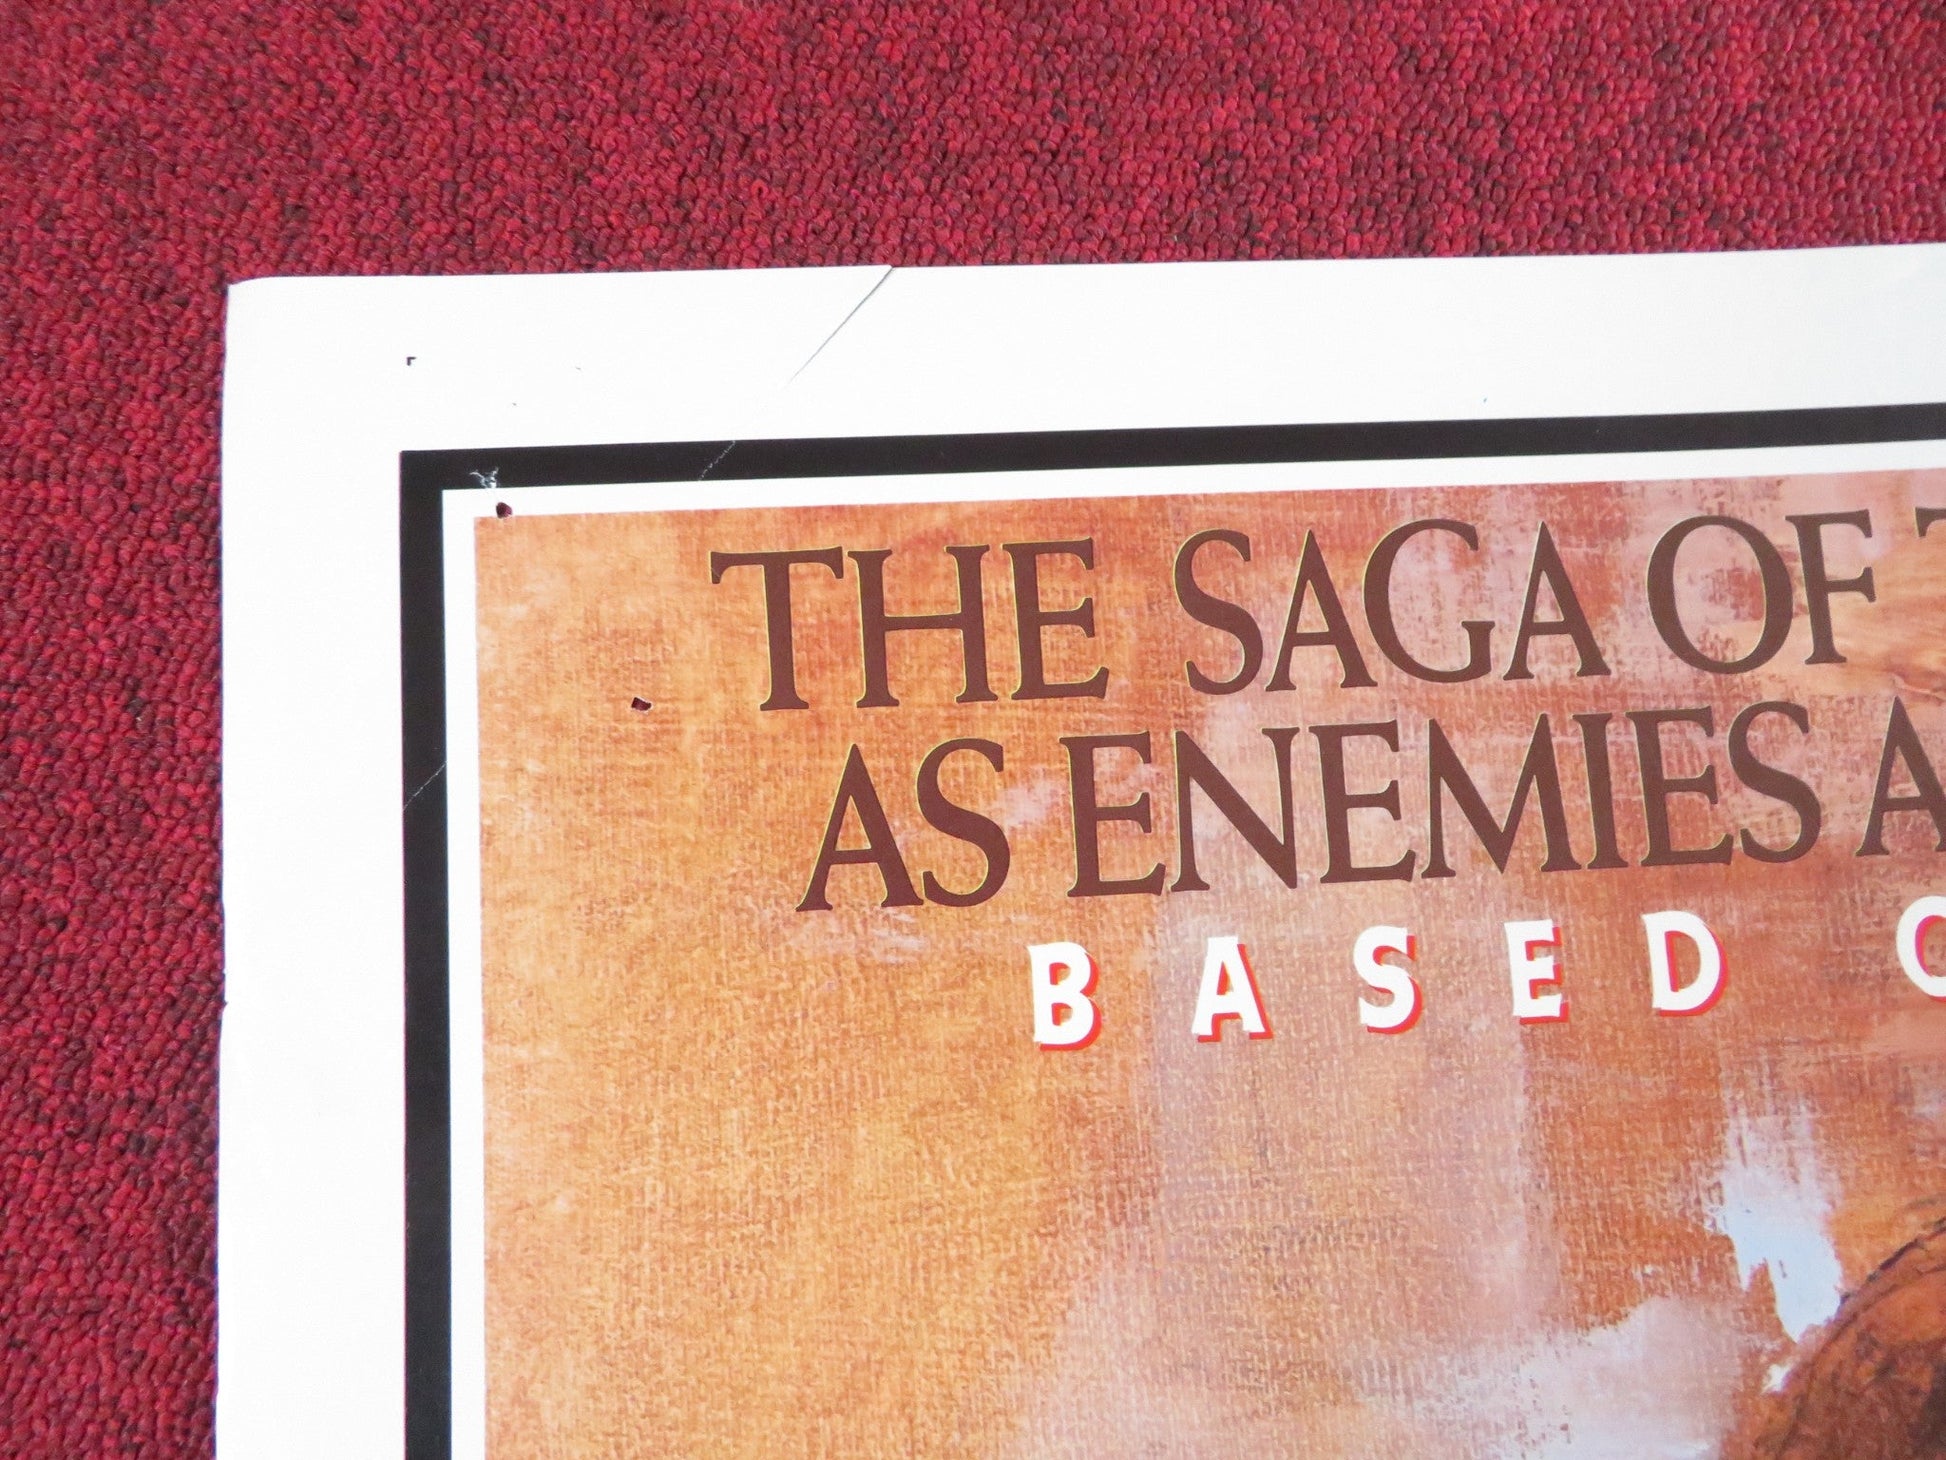 THE SAGA OF
AS ENEMIES
BASED